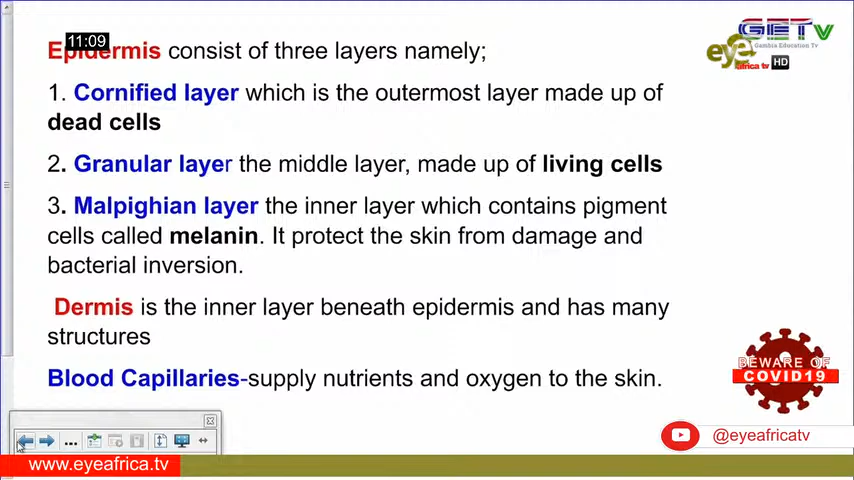 11:09
Epidermis consist of three layers namely;
GETv
Gambia Education Tv
eye
africa tv HD
1. Cornified layer which is the outermost layer made up of
dead cells
2. Granular layer the middle layer, made up of living cells
3. Malpighian layer the inner layer which contains pigment
cells called melanin. It protect the skin from damage and
bacterial inversion.
Dermis is the inner layer beneath epidermis and has many
structures
Blood Capillaries-supply nutrients and oxygen to the skin.
BEWARE OF
COVID19
@eyeafricatv
www.eyeafrica.tv